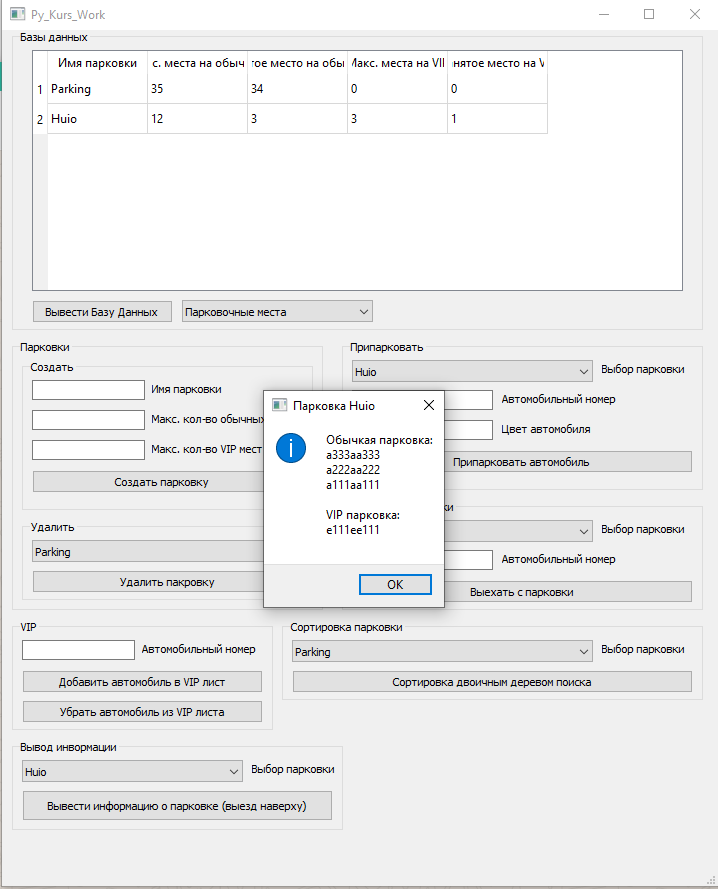 Py_Kurs_Work
Базы данных
Имя парковки с. места на обыч тое место на обы Макс. места на VII нятое место на V
1 Parking 35 34 0 0
2 Huio 12 3 3 1
Вывести Базу Данных Парковочные места
Парковки
Создать
Имя парковки
Макс. кол-во обычных
Макс. кол-во VIP мест
Создать парковку
Удалить
Parking
Удалить пакровку
Припарковать
Huio Выбор парковки
Автомобильный номер
Цвет автомобиля
Припарковать автомобиль
ки
Выбор парковки
Автомобильный номер
Выехать с парковки
Парковка Huio
Обычкая парковка:
a333aa333
a222aa222
a111aa111
VIP парковка:
e111ee111
OK
VIP
Автомобильный номер
Добавить автомобиль в VIP лист
Убрать автомобиль из VIP листа
Сортировка парковки
Parking Выбор парковки
Сортировка двоичным деревом поиска
Вывод информации
Huio Выбор парковки
Вывести информацию о парковке (выезд наверху)